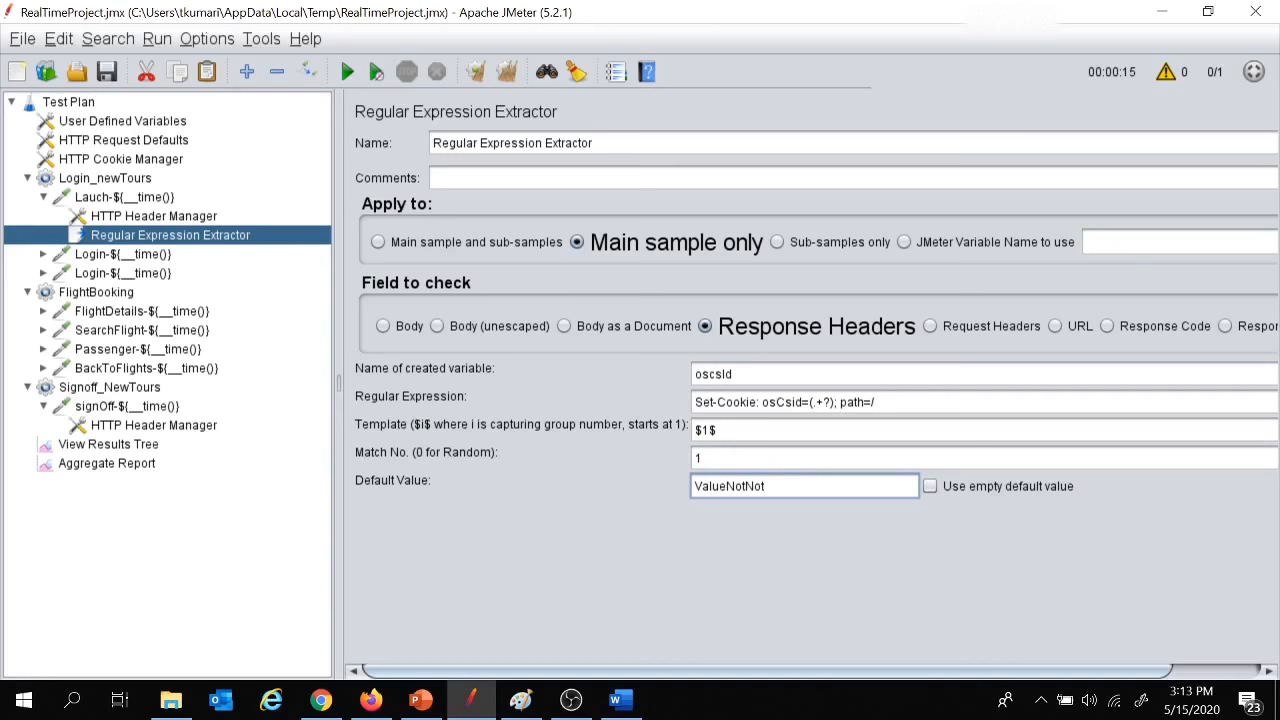 RealTimeProject.jmx (C:\Users\tkumari\AppData\Local\Temp\RealTimeProject.jmx) - Apache JMeter (5.2.1)
File Edit Search Run Options Tools Help
00:00:15 0 0/1
Test Plan
User Defined Variables
HTTP Request Defaults
HTTP Cookie Manager
Login_newTours
Lauch-${__time()}
HTTP Header Manager
Regular Expression Extractor
Login-${__time()}
Login-${__time()}
FlightBooking
FlightDetails-${__time()}
SearchFlight-${__time()}
Passenger-${__time()}
BackToFlights-${__time()}
Signoff_NewTours
signOff-${__time()}
HTTP Header Manager
View Results Tree
Aggregate Report
Regular Expression Extractor
Name: Regular Expression Extractor
Comments:
Apply to:
Main sample and sub-samples Main sample only Sub-samples only JMeter Variable Name to use
Field to check
Body Body (unescaped) Body as a Document Response Headers Request Headers URL Response Code Respor
Name of created variable: oscsId
Regular Expression: Set-Cookie: osCsid=(.+?); path=/
Template ($i$ where i is capturing group number, starts at 1): $1$
Match No. (0 for Random): 1
Default Value: ValueNotNot Use empty default value
3:13 PM
5/15/2020
23